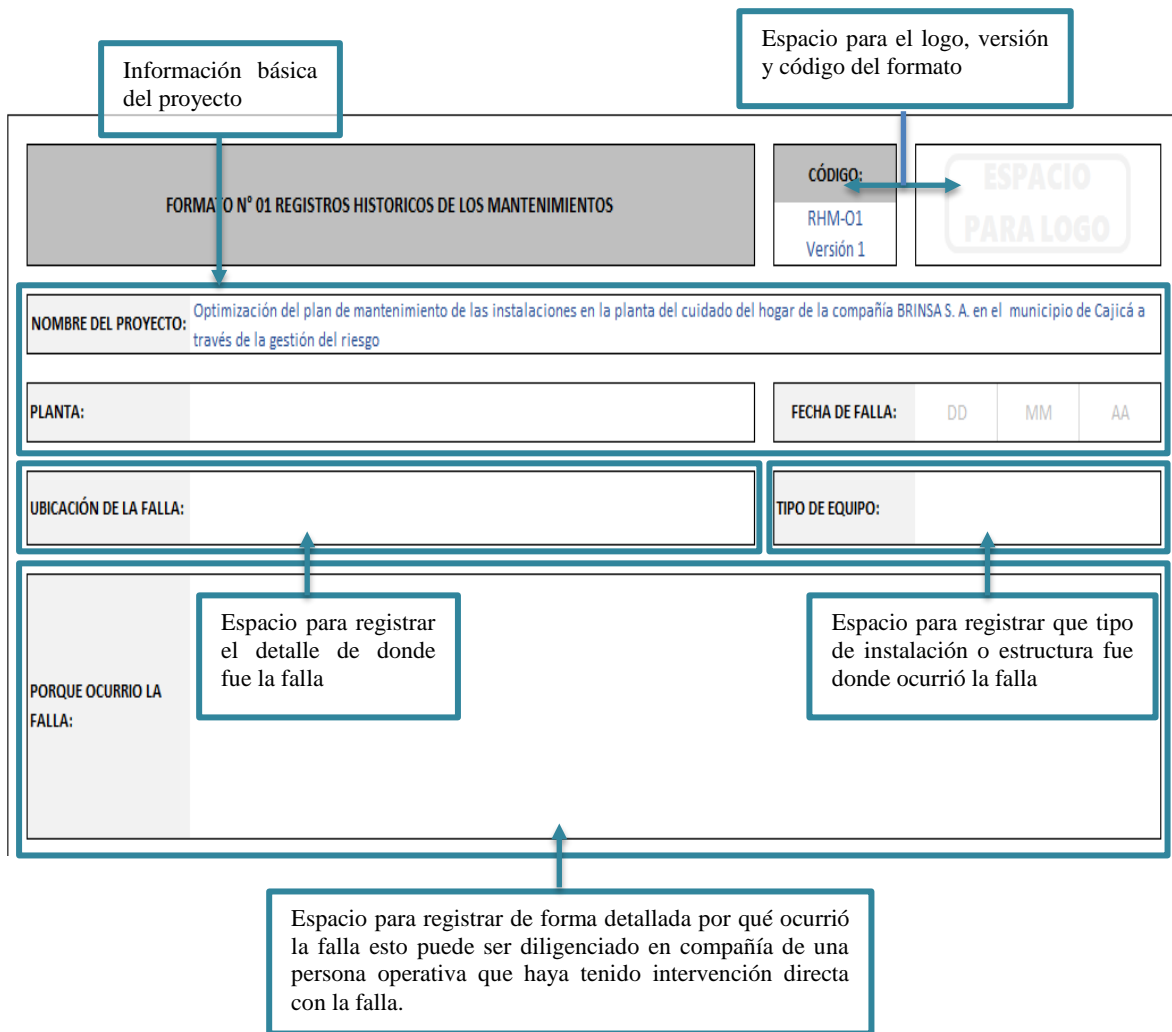 Espacio para el logo, versión
y código del formato
Información básica
del proyecto
FORMATO N° 01 REGISTROS HISTORICOS DE LOS MANTENIMIENTOS
CÓDIGO:
RHM-O1
Versión 1
ESPACIO
PARA LOGO
NOMBRE DEL PROYECTO:
Optimización del plan de mantenimiento de las instalaciones en la planta del cuidado del hogar de la compañía BRINSA S. A. en el municipio de Cajicá a
través de la gestión del riesgo
PLANTA:
FECHA DE FALLA: DD MM AA
UBICACIÓN DE LA FALLA:
TIPO DE EQUIPO:
PORQUE OCURRIO LA
FALLA:
Espacio para registrar
el detalle de donde
fue la falla
Espacio para registrar que tipo
de instalación o estructura fue
donde ocurrió la falla
Espacio para registrar de forma detallada por qué ocurrió
la falla esto puede ser diligenciado en compañía de una
persona operativa que haya tenido intervención directa
con la falla.